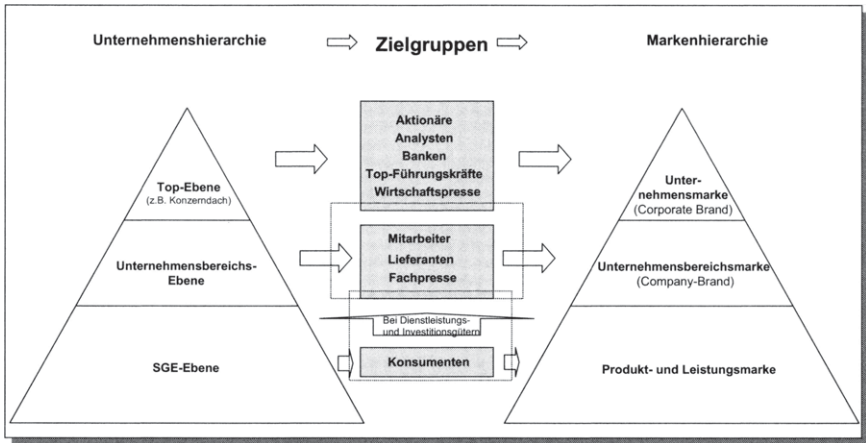 Unternehmenshierarchie
Zielgruppen
Markenhierarchie
Top-Ebene
(z.B. Konzerndach)
Unternehmensbereichs-
Ebene
SGE-Ebene
Aktionäre
Analysten
Banken
Top-Führungskräfte
Wirtschaftspresse
Mitarbeiter
Lieferanten
Fachpresse
Bei Dienstleistungs-
und Investitionsgütern
Konsumenten
Unter-
nehmensmarke
(Corporate Brand)
Unternehmensbereichsmarke
(Company-Brand)
Produkt- und Leistungsmarke